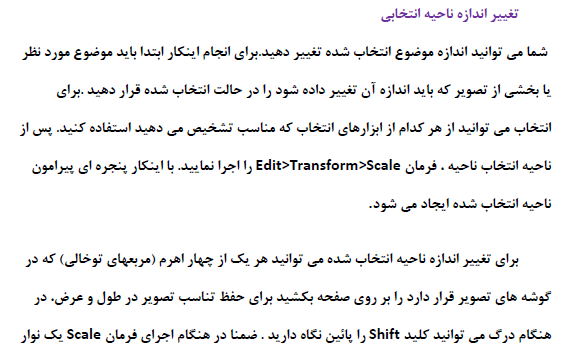 تغییر اندازه ناحیه انتخابی
شما می توانید اندازه موضوع انتخاب شده تغییر دهید.برای انجام اینکار ابتدا باید موضوع مورد نظر
یا بخشی از تصویر که باید اندازه آن تغییر داده شود را در حالت انتخاب شده قرار دهید .برای
انتخاب می توانید از هر کدام از ابزارهای انتخاب که مناسب تشخیص می دهید استفاده کنید. پس از
ناحیه انتخاب ناحیه ، فرمان Edit>Transform>Scale را اجرا نمایید. با اینکار پنجره ای پیرامون
ناحیه انتخاب شده ایجاد می شود.
برای تغییر اندازه ناحیه انتخاب شده می توانید هر یک از چهار اهرم (مربعهای توخالی) که در
گوشه های تصویر قرار دارد را بر روی صفحه بکشید برای حفظ تناسب تصویر در طول و عرض، در
هنگام درگ می توانید کلید Shift را پائین نگاه دارید . ضمنا در هنگام اجرای فرمان Scale یک نوار